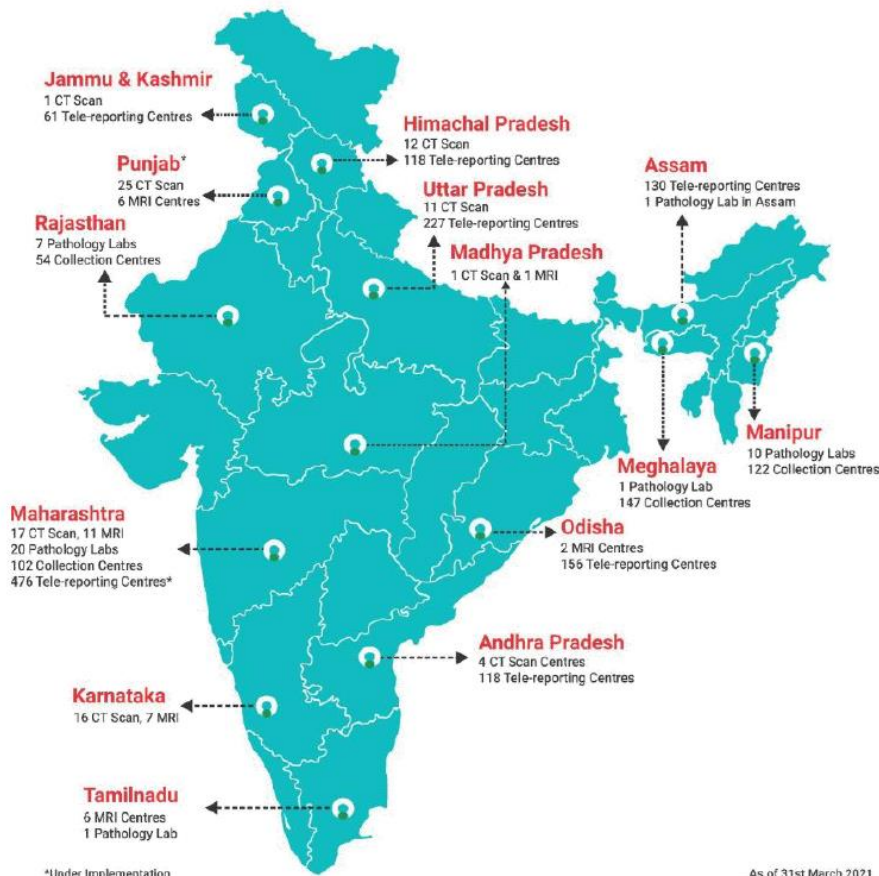 Jammu & Kashmir
1 CT Scan
61 Tele-reporting Centres
Himachal Pradesh
12 CT Scan
118 Tele-reporting Centres
Punjab*
25 CT Scan
6 MRI Centres
Uttar Pradesh
11 CT Scan
227 Tele-reporting Centres
Assam
130 Tele-reporting Centres
1 Pathology Lab in Assam
Rajasthan
7 Pathology Labs
54 Collection Centres
Madhya Pradesh
1 CT Scan & 1 MRI
Manipur
10 Pathology Labs
122 Collection Centres
Meghalaya
1 Pathology Lab
147 Collection Centres
Maharashtra
17 CT Scan, 11 MRI
20 Pathology Labs
102 Collection Centres
476 Tele-reporting Centres*
Odisha
2 MRI Centres
156 Tele-reporting Centres
Andhra Pradesh
4 CT Scan Centres
118 Tele-reporting Centres
Karnataka
16 CT Scan, 7 MRI
Tamilnadu
6 MRI Centres
1 Pathology Lab
*Under Implementation
As of 31st March 2021